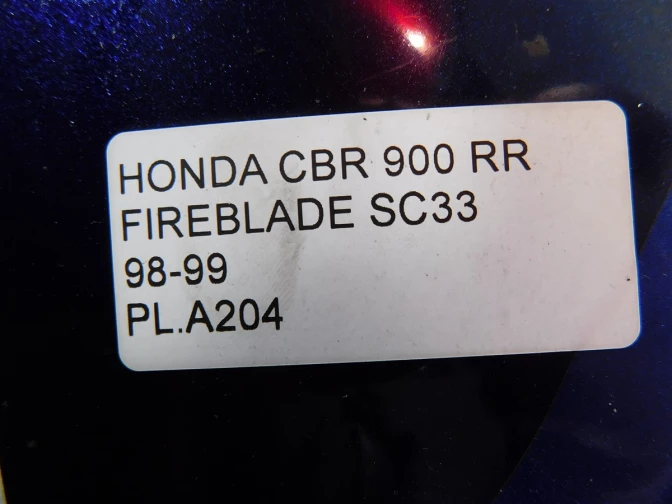 HONDA CBR 900 RR
FIREBLADE SC33
98-99
PL.A204